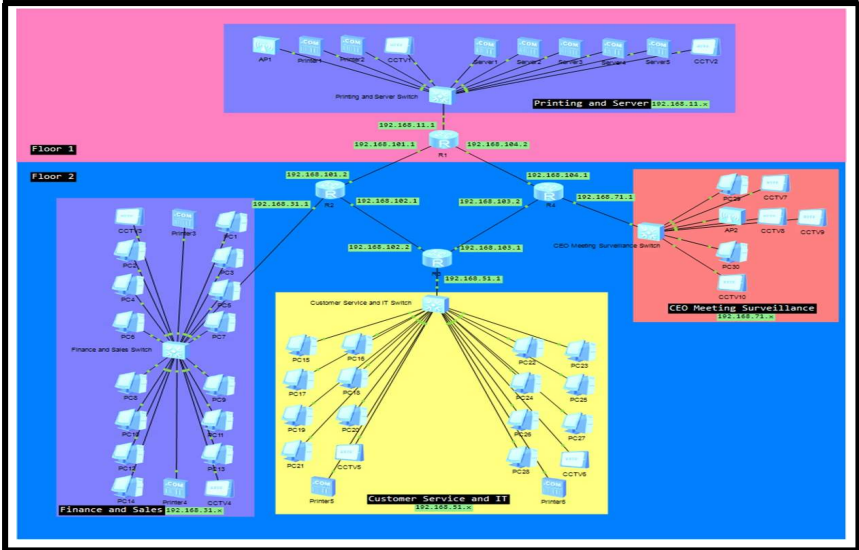 AP1 Printer1 Printer2 CCTV1 Server1 Server2 Server3 Server4 Server5 CCTV2
Printing and Server Switch
Printing and Server 192.168.11.x
192.168.11.1
Floor 1
192.168.101.1 192.168.104.2
R1
Floor 2
192.168.101.2 192.168.104.1
192.168.31.1 192.168.102.1 192.168.103.2 192.168.71.1
R2 R4
192.168.102.2 192.168.103.1
192.168.51.1
PC29 CCTV7
AP2 CCTV8 CCTV9
CEO Meeting Surveillance Switch
PC30
CCTV10
CEO Meeting Surveillance
192.168.71.x
CCTV3 Printer3 PC1
PC2 PC3
PC4 PC5
PC6 PC7
Finance and Sales Switch
PC8 PC9
PC10 PC11
PC12 PC13
PC14 Printer4 CCTV4
Finance and Sales 192.168.31.x
Customer Service and IT Switch
PC15 PC16 PC22 PC23
PC17 PC18 PC24 PC25
PC19 PC20 PC26 PC27
PC21 CCTV5 PC28 CCTV6
Printer5 Printer6
Customer Service and IT
192.168.51.x